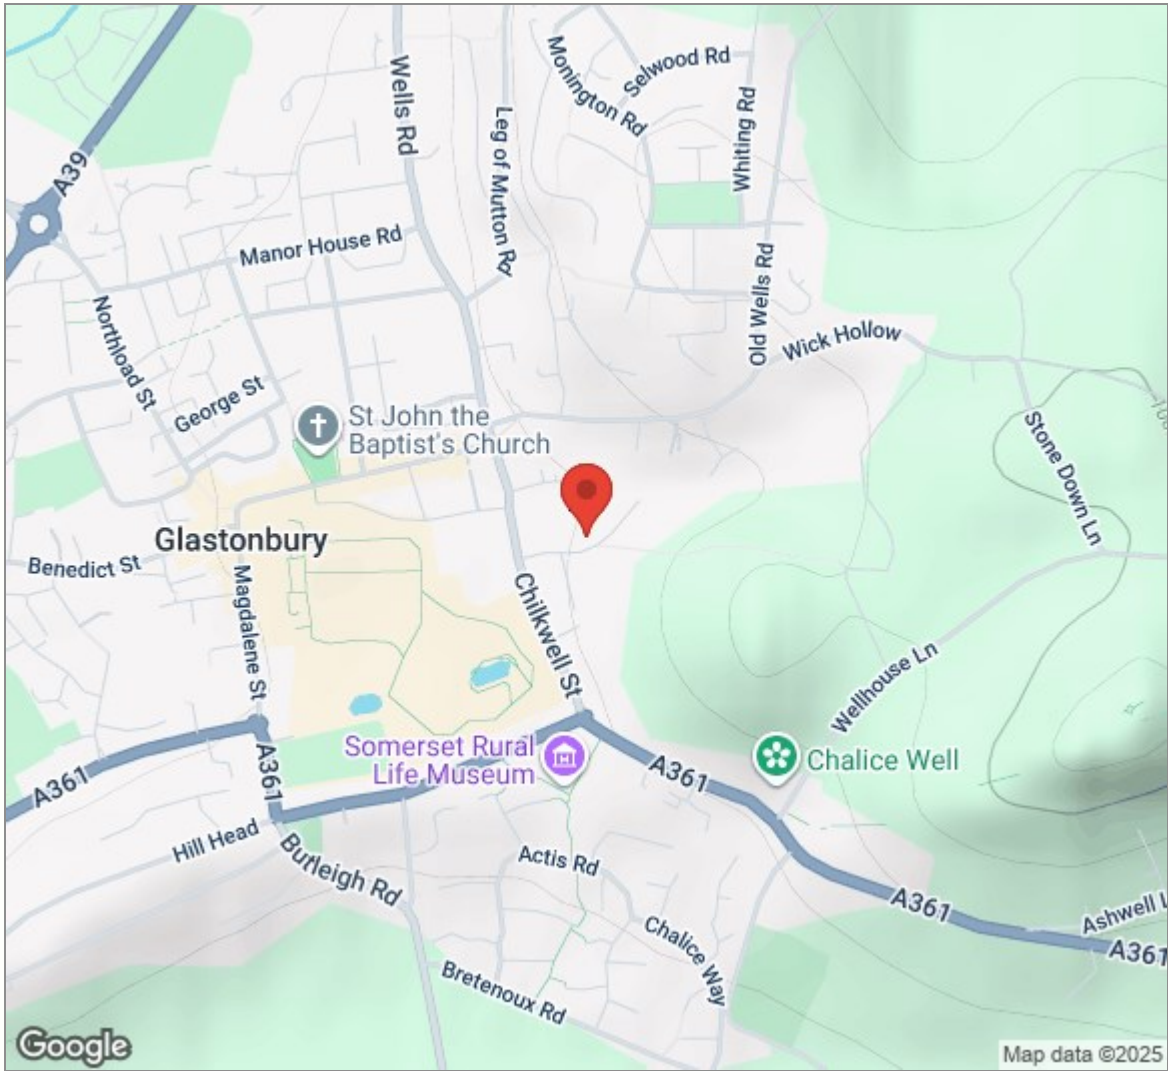 Monington Rd
Selwood Rd
Whiting Rd
Wells Rd
Leg of Mutton Rd
A39
Manor House Rd
Old Wells Rd
Wick Hollow
Northload St
George St
St John the
Baptist's Church
Stone Down Ln
Glastonbury
Benedict St
Magdalene St
Chilkwell St
Wellhouse Ln
Somerset Rural
Life Museum
Chalice Well
A361
A361
A361
Hill Head
Butleigh Rd
Actis Rd
A361
Ashwell L
A361
Chalice Way
Bretenoux Rd
Google
Map data ©2025